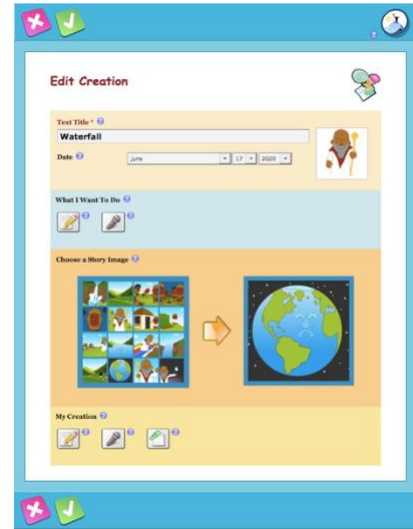 Edit Creation
Text Title *
Waterfall
Date June 17 2020
What I Want To Do
Choose a Story Image
My Creation